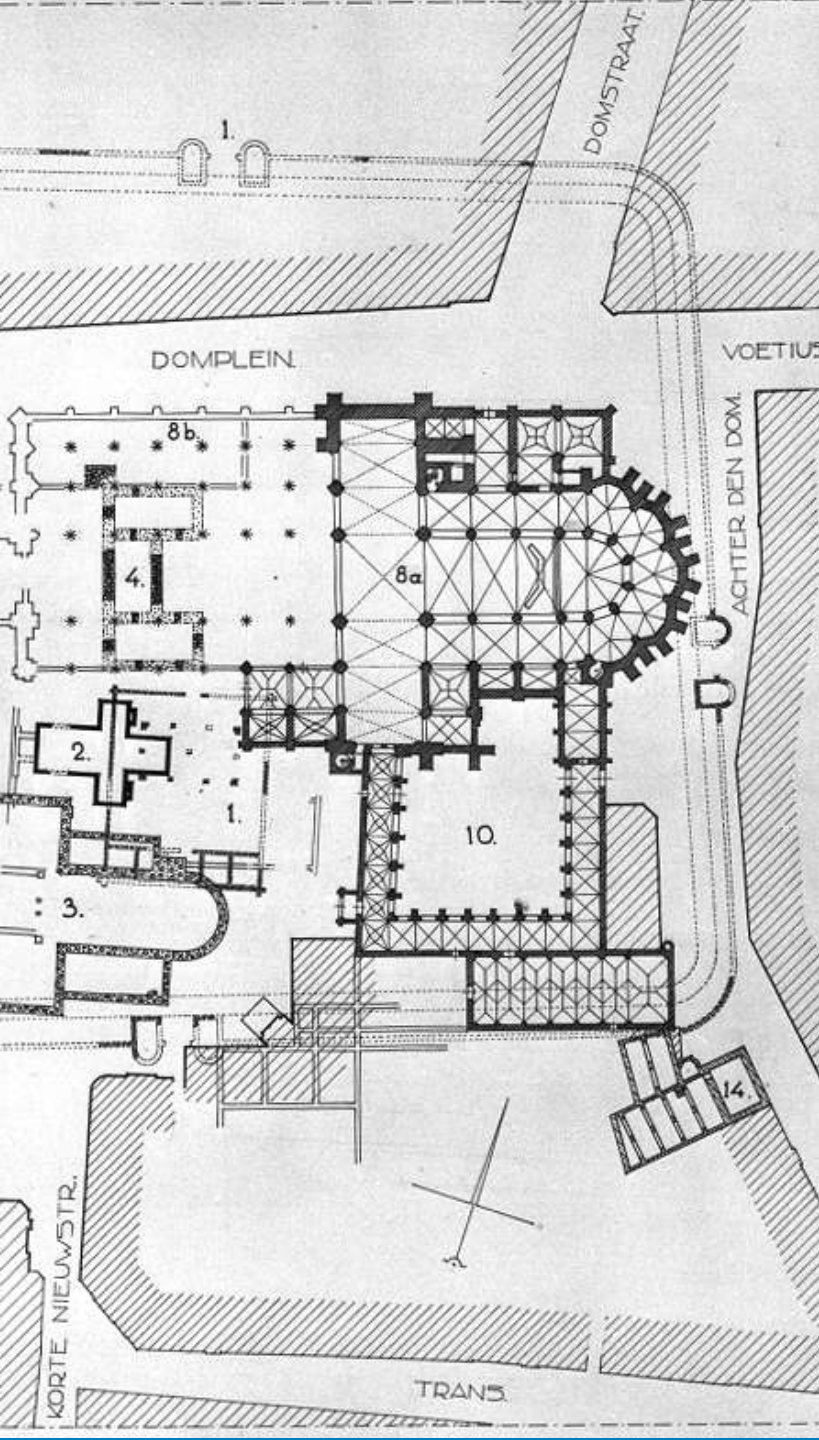 DOMSTRAAT.
1.
DOMPLEIN.
VOETIUS
8b.
ACHTER DEN DOM.
4.
8a
2.
1.
10.
3.
14.
KORTE NIEUWSTR.
TRANS.